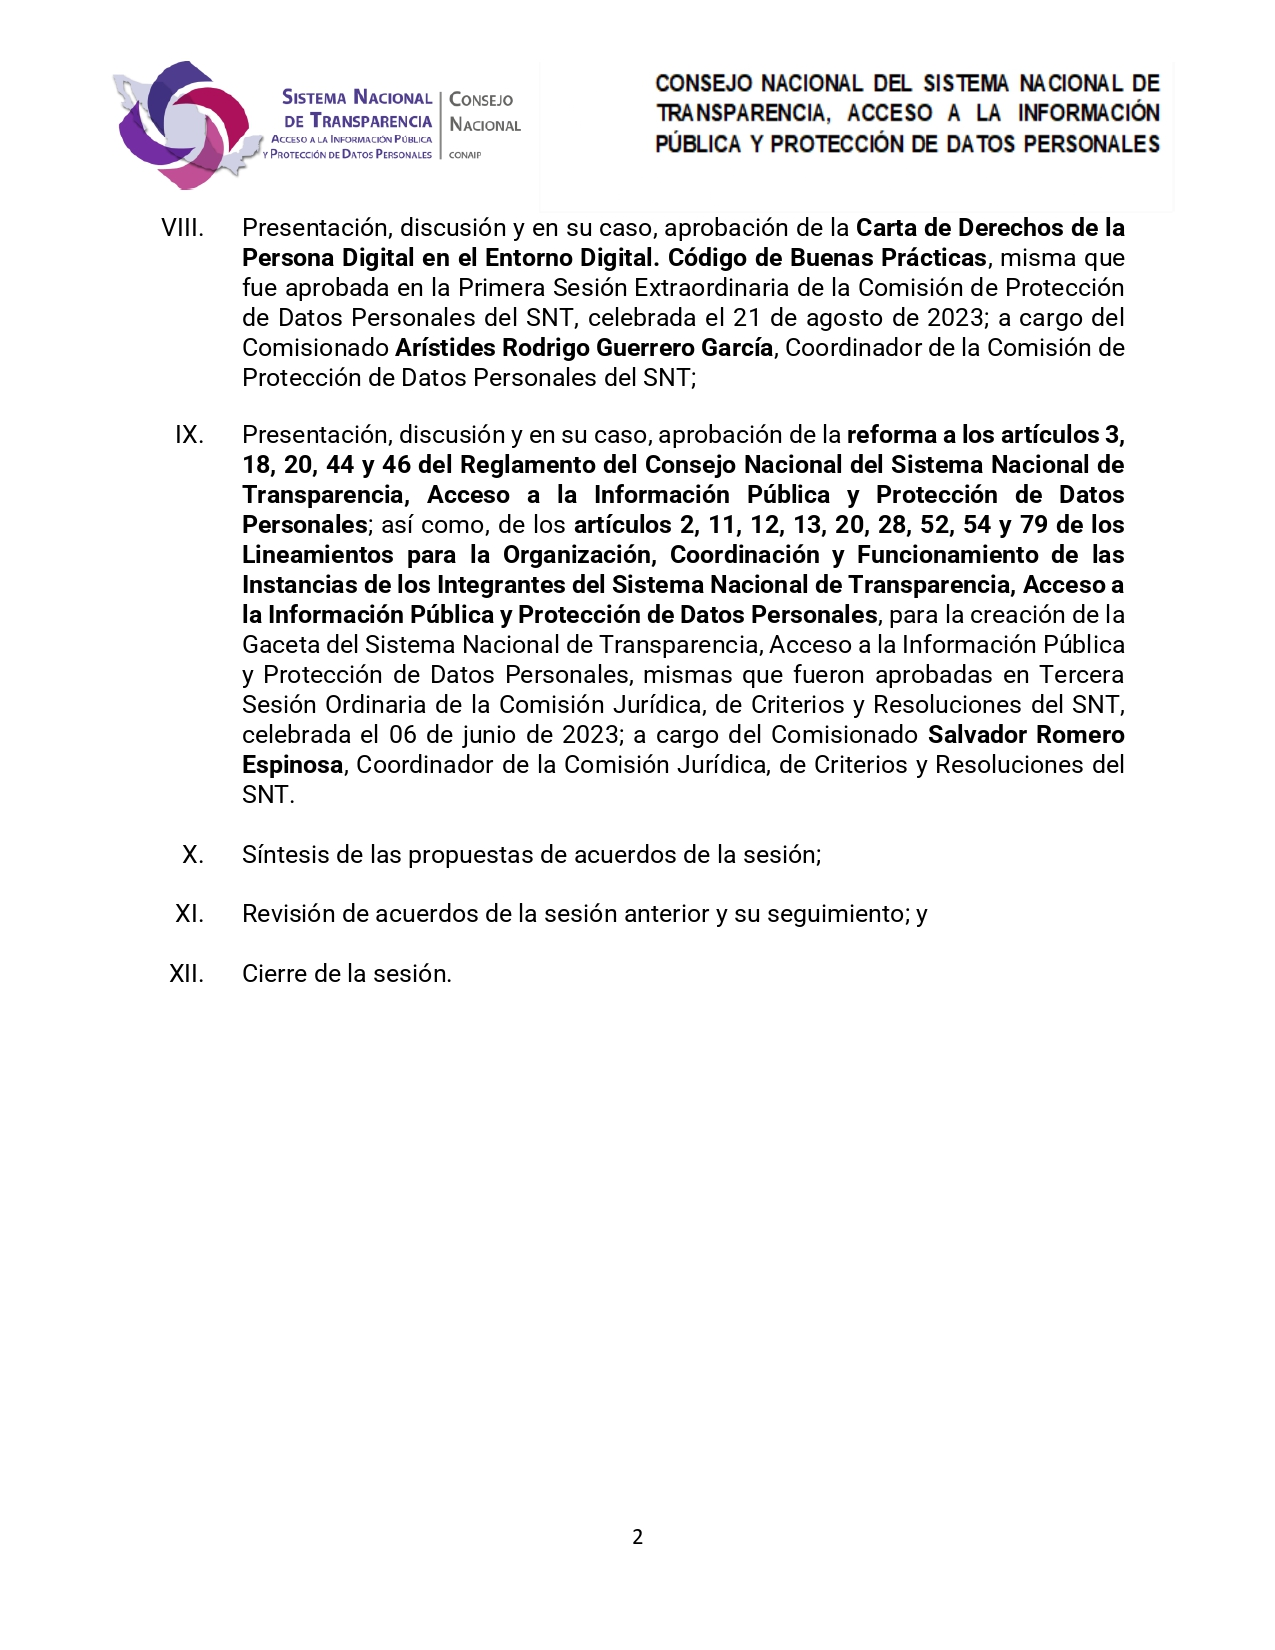 SISTEMA NACIONAL
DE TRANSPARENCIA
ACCESO A LA INFORMACIÓN PÚBLICA
Y PROTECCIÓN DE DATOS PERSONALES
CONSEJO
NACIONAL
CONAIP
CONSEJO NACIONAL DEL SISTEMA NACIONAL DE
TRANSPARENCIA, ACCESO A LA INFORMACIÓN
PÚBLICA Y PROTECCIÓN DE DATOS PERSONALES
VIII. Presentación, discusión y en su caso, aprobación de la Carta de Derechos de la
Persona Digital en el Entorno Digital. Código de Buenas Prácticas, misma que
fue aprobada en la Primera Sesión Extraordinaria de la Comisión de Protección
de Datos Personales del SNT, celebrada el 21 de agosto de 2023; a cargo del
Comisionado Arístides Rodrigo Guerrero García, Coordinador de la Comisión de
Protección de Datos Personales del SNT;
IX. Presentación, discusión y en su caso, aprobación de la reforma a los artículos 3,
18, 20, 44 y 46 del Reglamento del Consejo Nacional del Sistema Nacional de
Transparencia, Acceso a la Información Pública y Protección de Datos
Personales; así como, de los artículos 2, 11, 12, 13, 20, 28, 52, 54 y 79 de los
Lineamientos para la Organización, Coordinación y Funcionamiento de las
Instancias de los Integrantes del Sistema Nacional de Transparencia, Acceso a
la Información Pública y Protección de Datos Personales, para la creación de la
Gaceta del Sistema Nacional de Transparencia, Acceso a la Información Pública
y Protección de Datos Personales, mismas que fueron aprobadas en Tercera
Sesión Ordinaria de la Comisión Jurídica, de Criterios y Resoluciones del SNT,
celebrada el 06 de junio de 2023; a cargo del Comisionado Salvador Romero
Espinosa, Coordinador de la Comisión Jurídica, de Criterios y Resoluciones del
SNT.
X. Síntesis de las propuestas de acuerdos de la sesión;
XI. Revisión de acuerdos de la sesión anterior y su seguimiento; y
XII. Cierre de la sesión.
2